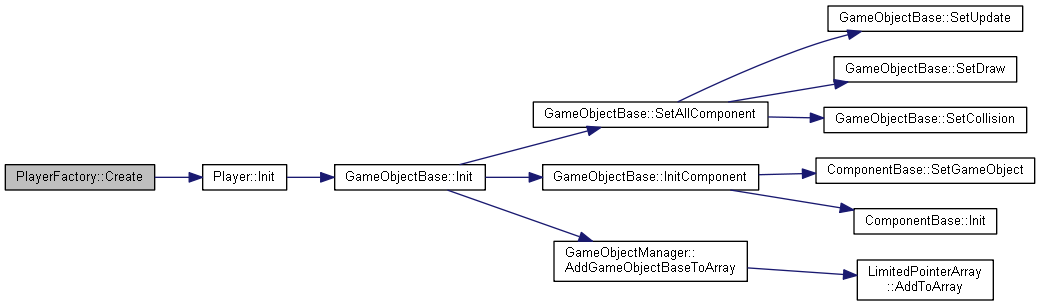 PlayerFactory::Create
Player::Init
GameObjectBase::Init
GameObjectBase::SetAllComponent
GameObjectBase::SetUpdate
GameObjectBase::SetDraw
GameObjectBase::SetCollision
GameObjectBase::InitComponent
ComponentBase::SetGameObject
ComponentBase::Init
GameObjectManager::
AddGameObjectBaseToArray
LimitedPointerArray
::AddToArray